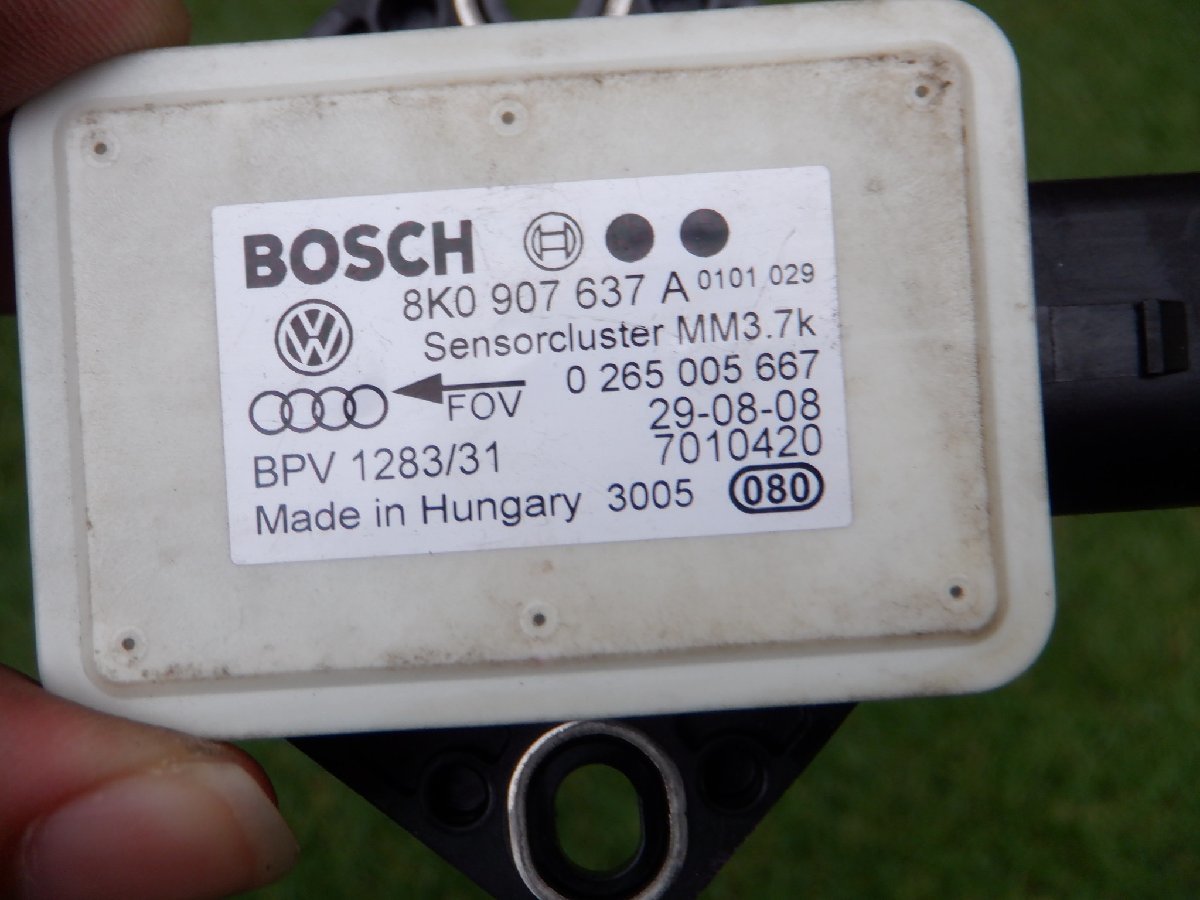 BOSCH
8K0 907 637 A 0101 029
Sensorcluster MM3.7k
0 265 005 667
FOV
29-08-08
BPV 1283/31 7010420
Made in Hungary 3005 080